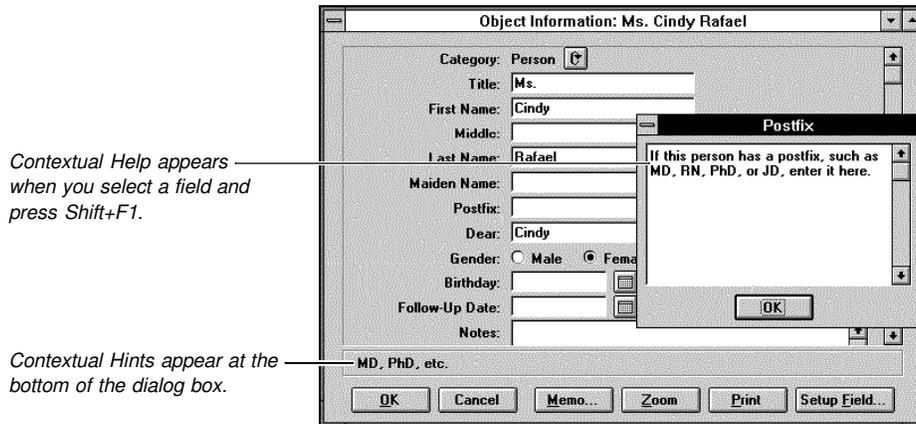 Object Information: Ms. Cindy Rafael
Category: Person
Title: Ms.
First Name: Cindy
Middle:
Last Name: Rafael
Maiden Name:
Postfix:
Dear: Cindy
Gender: Male Fema
Birthday:
Follow-Up Date:
Notes:
Postfix
If this person has a postfix, such as
MD, RN, PhD, or JD, enter it here.
OK
Contextual Help appears
when you select a field and
press Shift+F1.
Contextual Hints appear at the
bottom of the dialog box.
MD, PhD, etc.
OK Cancel Memo... Zoom Print Setup Field...